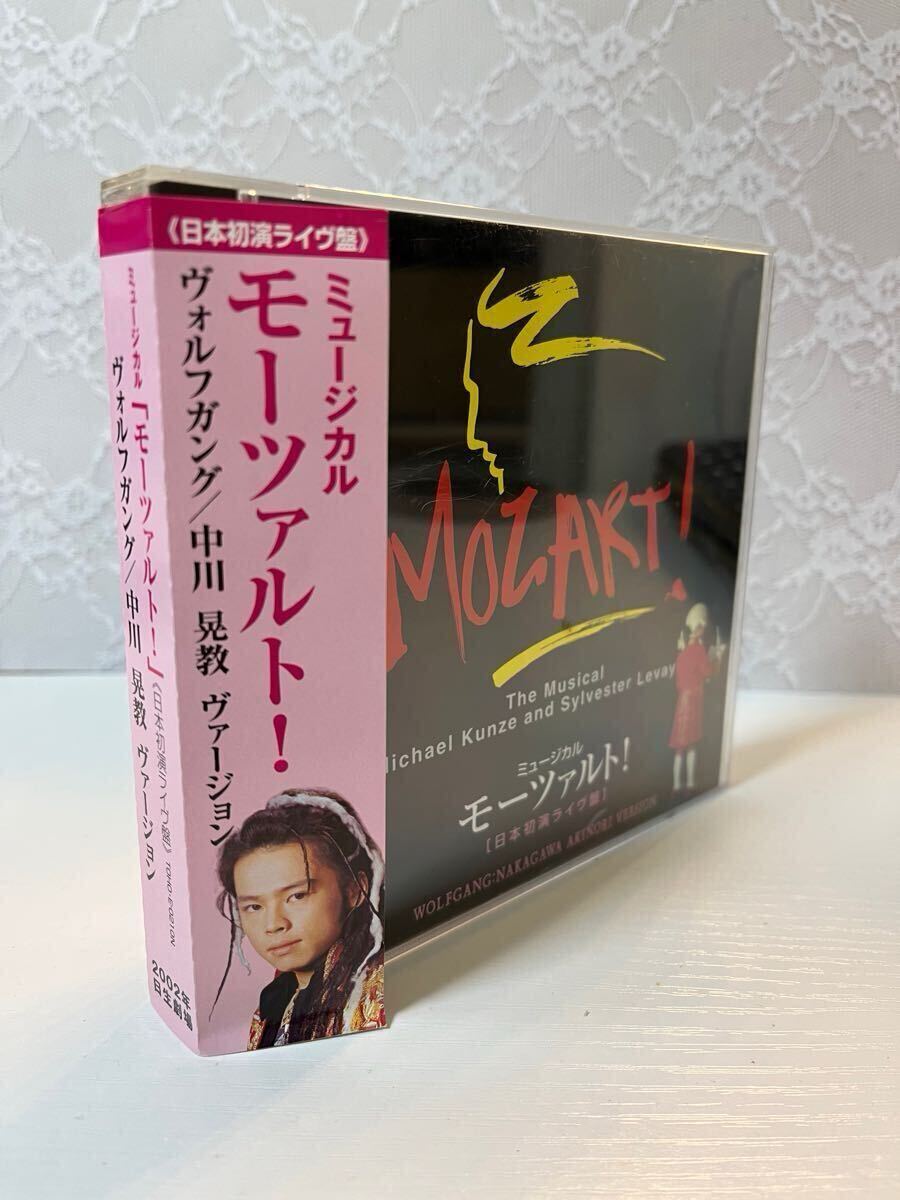 《日本初演ライヴ盤》
ミュージカル
モーツァルト!
ヴォルフガング/中川 晃教 ヴァージョン
ミュージカル「モーツァルト!」《日本初演ライヴ盤》
ヴォルフガング/中川 晃教 ヴァージョン
2002年
日生劇場
MOZART!
The Musical
ichael Kunze and Sylvester Levay
ミュージカル
モーツァルト!
[日本初演ライヴ盤]
WOLFGANG:NAKAGAWA AKINORI VERSION